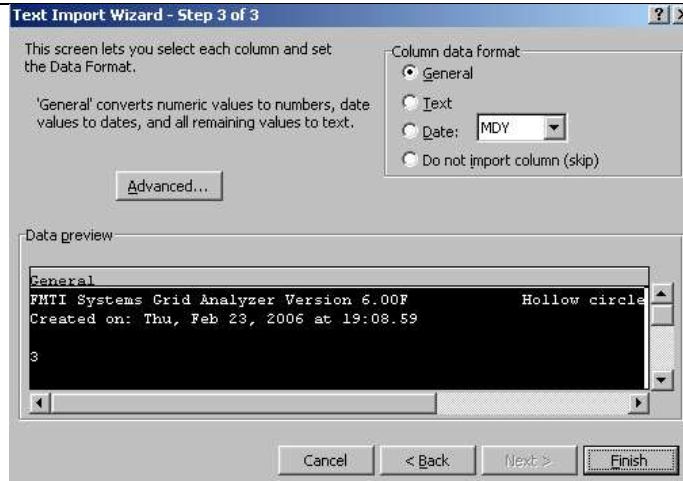 Text Import Wizard - Step 3 of 3
This screen lets you select each column and set
the Data Format.
'General' converts numeric values to numbers, date
values to dates, and all remaining values to text.
Advanced...
Column data format
General
Text
Date: MDY
Do not import column (skip)
Data preview
General
FMTI Systems Grid Analyzer Version 6.00F Hollow circle
Created on: Thu, Feb 23, 2006 at 19:08.59
3
Cancel < Back Next > Finish